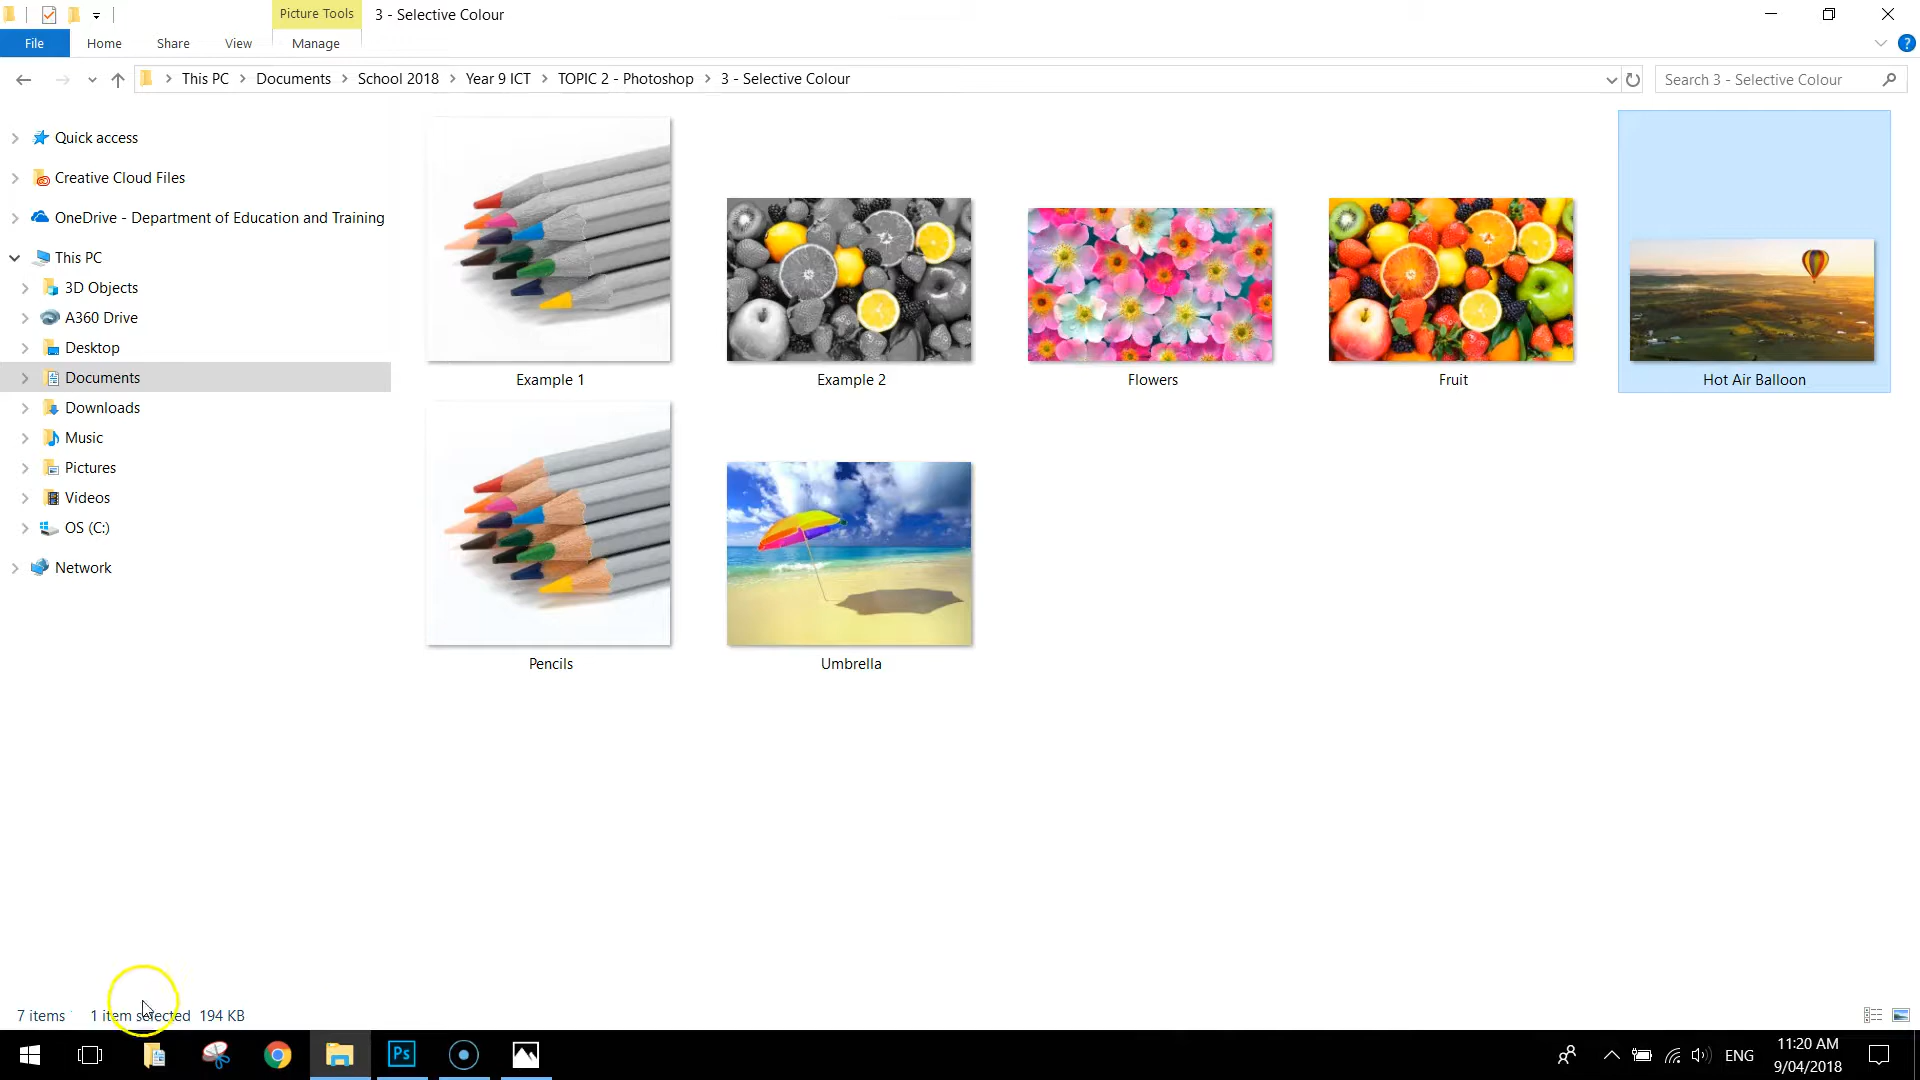 Picture Tools
3 - Selective Colour
File
Home
Share
View
Manage
?
This PC
Documents
School 2018
Year 9 ICT
TOPIC 2 - Photoshop
3 - Selective Colour
Search 3 - Selective Colour
Quick access
Creative Cloud Files
OneDrive - Department of Education and Training
This PC
3D Objects
A360 Drive
Desktop
Documents
Downloads
Music
Pictures
Videos
OS (C:)
Network
Example 1
Example 2
Flowers
Fruit
Hot Air Balloon
Pencils
Umbrella
7 items
1 item selected 194 KB
Ps
ENG
11:20 AM
9/04/2018